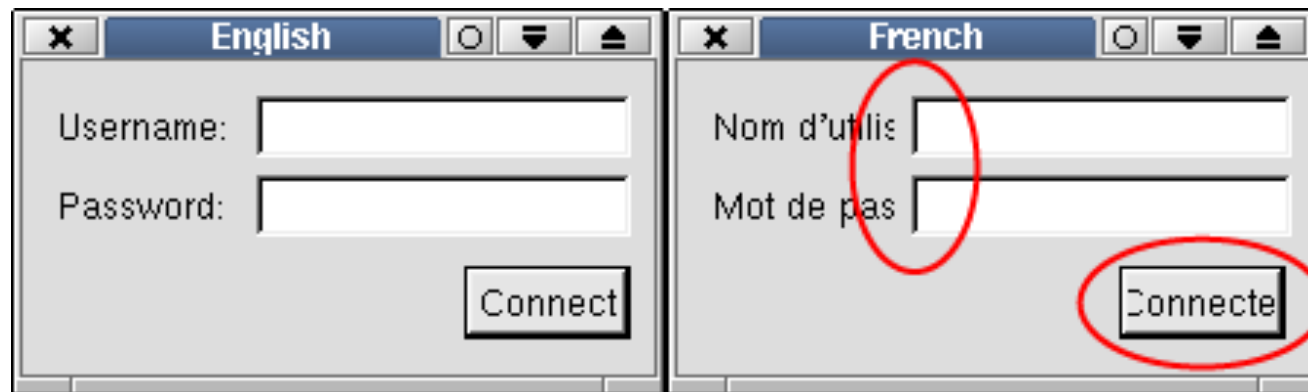 English
Username:
Password:
Connect
French
Nom d'utilis
Mot de pas
Connecte